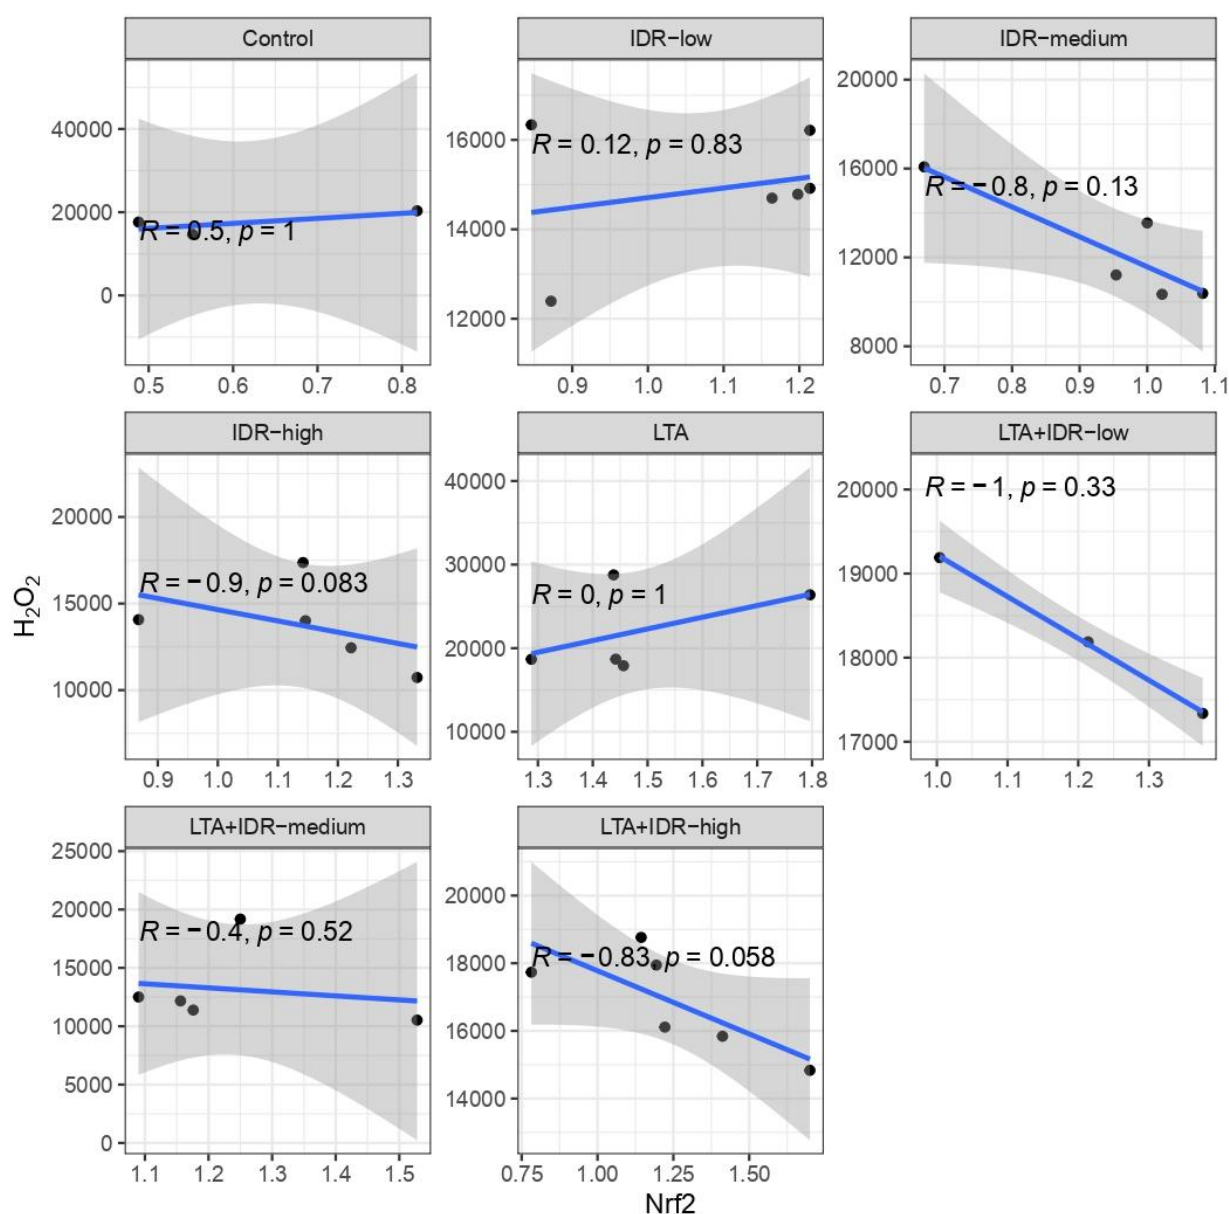 Control
IDR−low
IDR−medium
40000
20000
0
R = 0.5, p = 1
0.5 0.6 0.7 0.8
16000
14000
12000
R = 0.12, p = 0.83
0.9 1.0 1.1 1.2
20000
16000
12000
8000
R = −0.8, p = 0.13
0.7 0.8 0.9 1.0 1.1
IDR−high
LTA
LTA+IDR−low
20000
15000
10000
R = −0.9, p = 0.083
0.9 1.0 1.1 1.2 1.3
40000
30000
20000
10000
R = 0, p = 1
1.3 1.4 1.5 1.6 1.7 1.8
20000
19000
18000
17000
R = −1, p = 0.33
1.0 1.1 1.2 1.3
H₂O₂
LTA+IDR−medium
LTA+IDR−high
25000
20000
15000
10000
5000
0
R = −0.4, p = 0.52
1.1 1.2 1.3 1.4 1.5
20000
18000
16000
14000
R = −0.83, p = 0.058
0.75 1.00 1.25 1.50
Nrf2